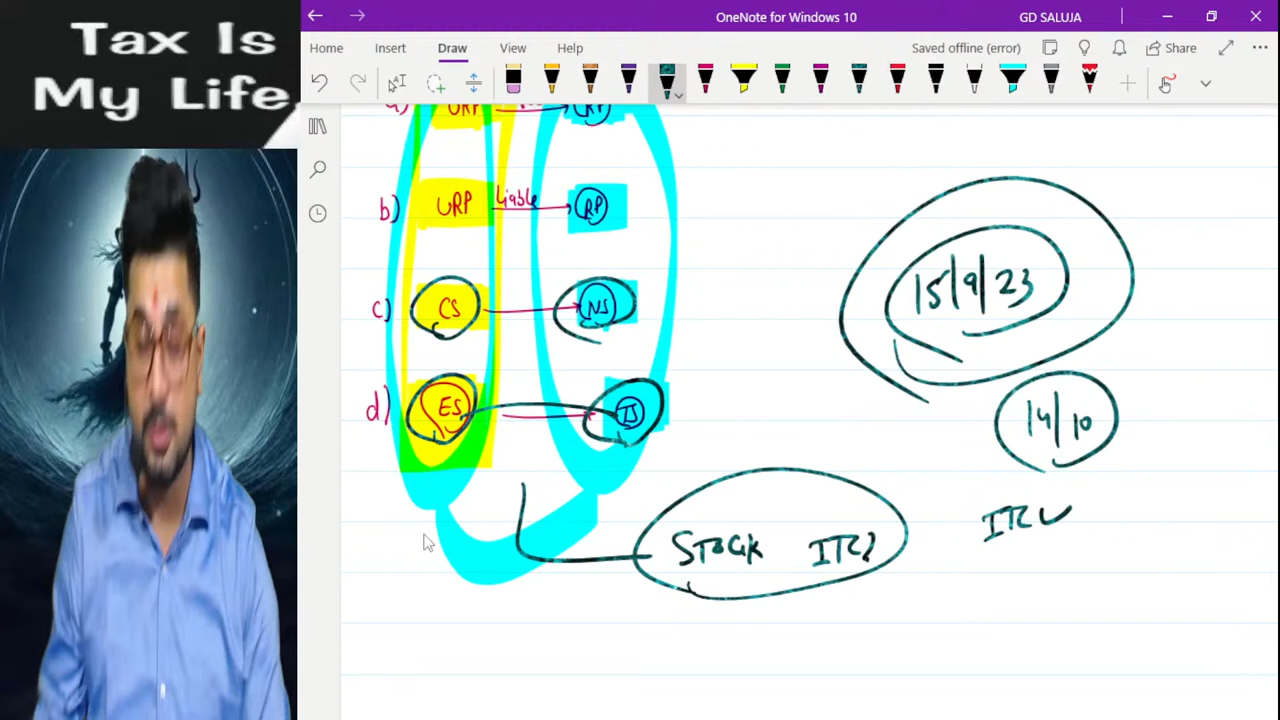 Tax Is
My Life
OneNote for Windows 10
GD SALUJA
Home Insert Draw View Help
Saved offline (error)
Share
a) URP RP
b) URP liable RP
c) CS NS
d) ES TS
15/9/23
14/10
STOCK ITC?
ITC